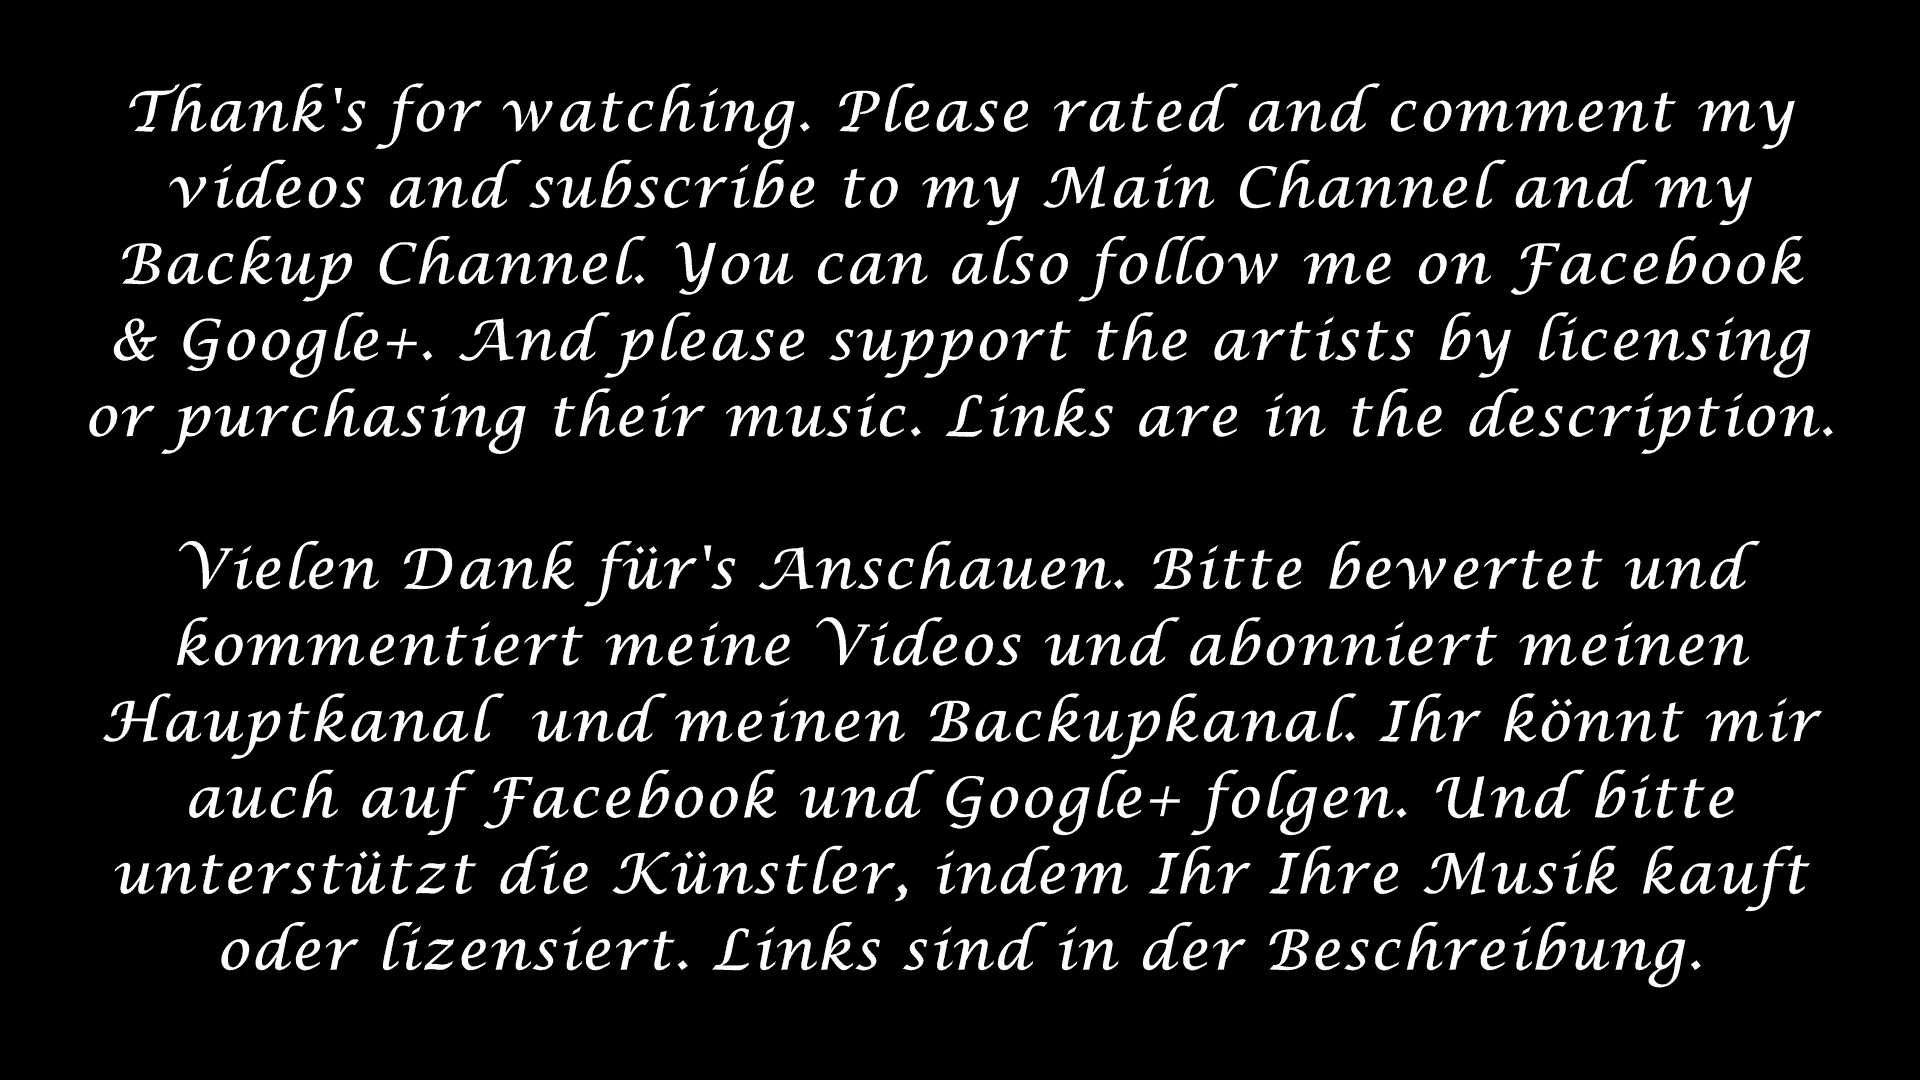 Thank's for watching. Please rated and comment my
videos and subscribe to my Main Channel and my
Backup Channel. You can also follow me on Facebook
& Google+. And please support the artists by licensing
or purchasing their music. Links are in the description.
Vielen Dank für's Anschauen. Bitte bewertet und
kommentiert meine Videos und abonniert meinen
Hauptkanal und meinen Backupkanal. Ihr könnt mir
auch auf Facebook und Google+ folgen. Und bitte
unterstützt die Künstler, indem Ihr Ihre Musik kauft
oder lizensiert. Links sind in der Beschreibung.